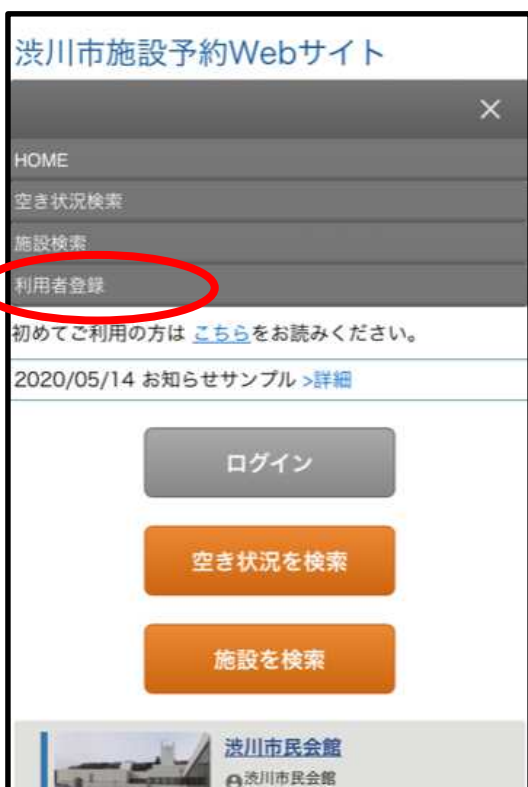 渋川市施設予約Webサイト
×
HOME
空き状況検索
施設検索
利用者登録
初めてご利用の方は こちらをお読みください。
2020/05/14 お知らせサンプル >詳細
ログイン
空き状況を検索
施設を検索
渋川市民会館
渋川市民会館